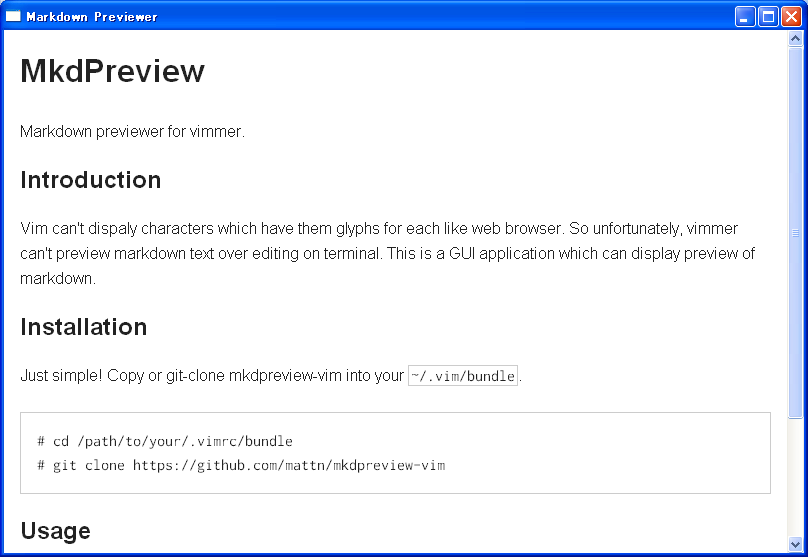 Markdown Previewer
MkdPreview
Markdown previewer for vimmer.
Introduction
Vim can't dispaly characters which have them glyphs for each like web browser. So unfortunately, vimmer
can't preview markdown text over editing on terminal. This is a GUI application which can display preview of
markdown.
Installation
Just simple! Copy or git-clone mkdpreview-vim into your ~/.vim/bundle.
# cd /path/to/your/.vimrc/bundle
# git clone https://github.com/mattn/mkdpreview-vim
Usage